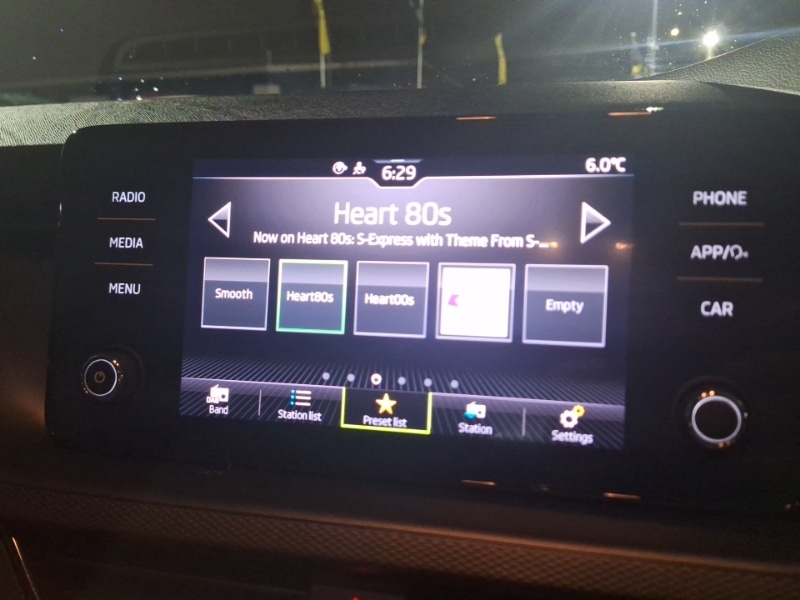 6:29
6.0°C
RADIO
MEDIA
MENU
Heart 80s
Now on Heart 80s: S-Express with Theme From S-...
Smooth
Heart80s
Heart00s
Empty
DAB
Band
Station list
Preset list
Station
Settings
PHONE
APP/
CAR